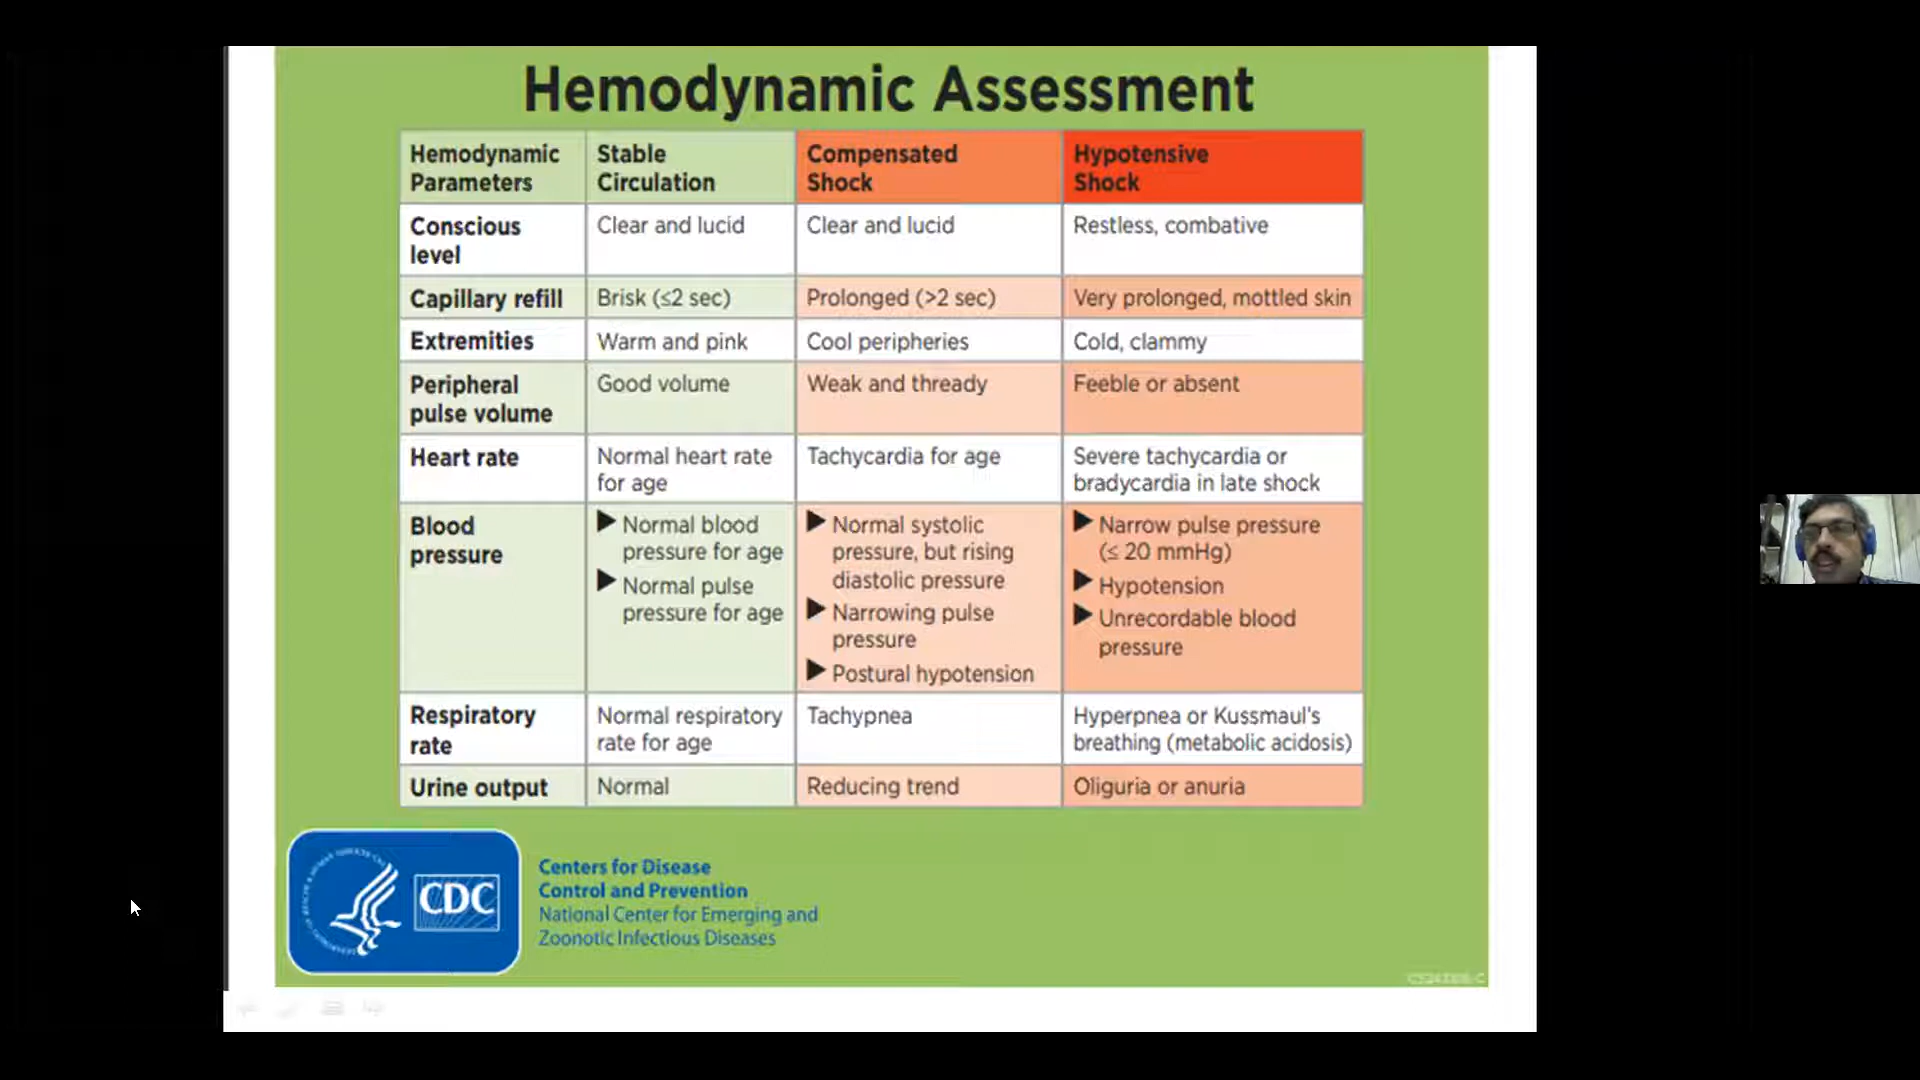 Hemodynamic Assessment
Hemodynamic
Parameters
Stable
Circulation
Compensated
Shock
Hypotensive
Shock
Conscious
level
Clear and lucid
Clear and lucid
Restless, combative
Capillary refill
Brisk (≤2 sec)
Prolonged (>2 sec)
Very prolonged, mottled skin
Extremities
Warm and pink
Cool peripheries
Cold, clammy
Peripheral
pulse volume
Good volume
Weak and thready
Feeble or absent
Heart rate
Normal heart rate
for age
Tachycardia for age
Severe tachycardia or
bradycardia in late shock
Blood
pressure
▶ Normal blood
pressure for age
▶ Normal pulse
pressure for age
▶ Normal systolic
pressure, but rising
diastolic pressure
▶ Narrowing pulse
pressure
▶ Postural hypotension
▶ Narrow pulse pressure
(≤ 20 mmHg)
▶ Hypotension
▶ Unrecordable blood
pressure
Respiratory
rate
Normal respiratory
rate for age
Tachypnea
Hyperpnea or Kussmaul's
breathing (metabolic acidosis)
Urine output
Normal
Reducing trend
Oliguria or anuria
CDC
Centers for Disease
Control and Prevention
National Center for Emerging and
Zoonotic Infectious Diseases